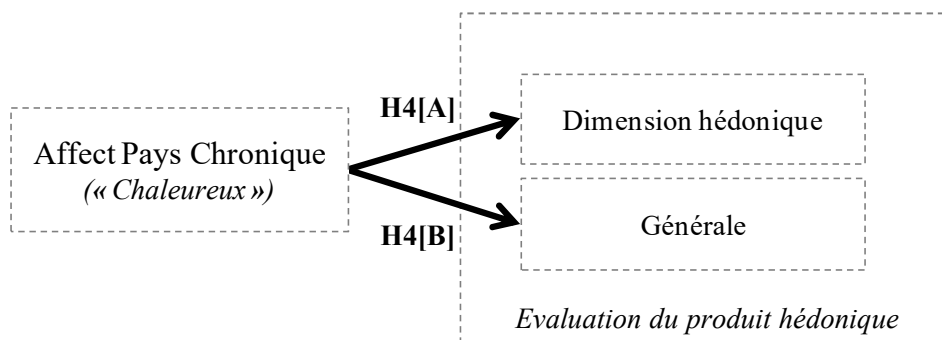 H4[A]
Dimension hédonique
Affect Pays Chronique
(« Chaleureux »)
H4[B]
Générale
Evaluation du produit hédonique